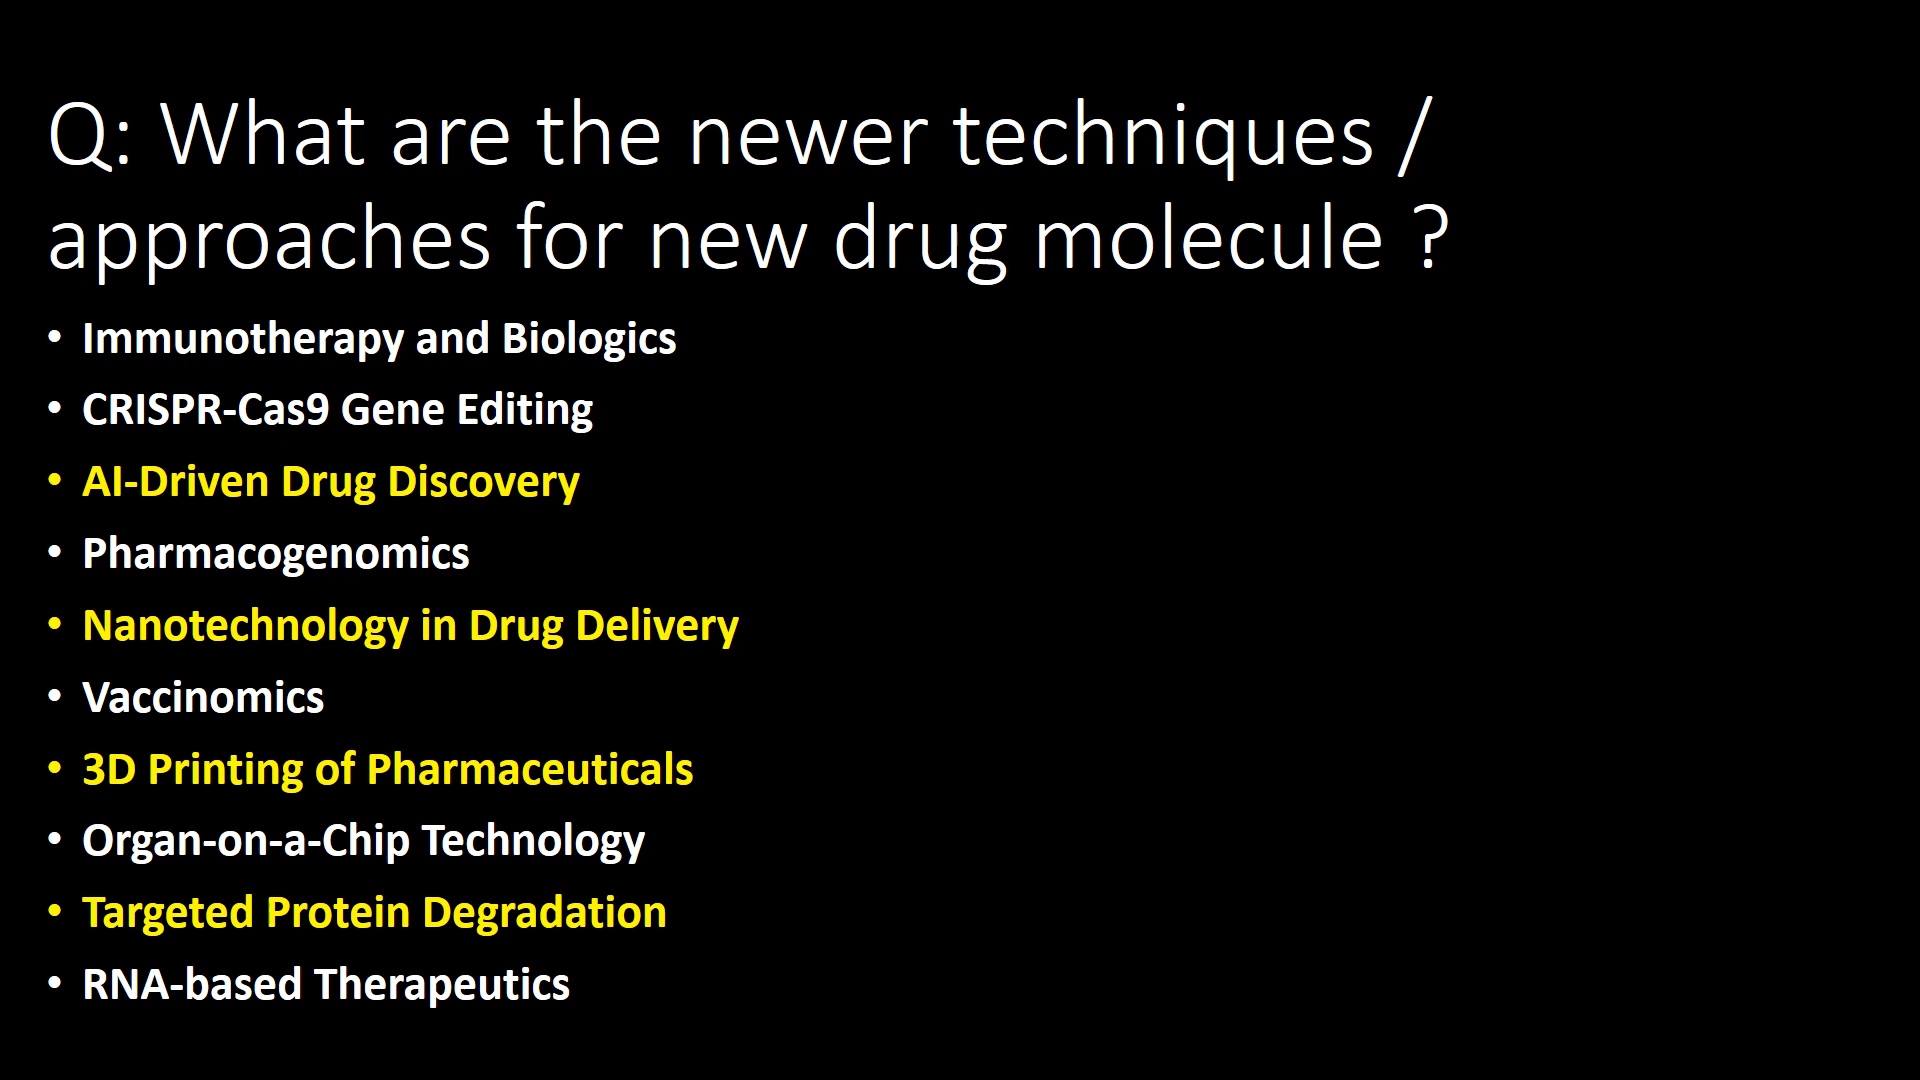 Q: What are the newer techniques /
approaches for new drug molecule ?
• Immunotherapy and Biologics
• CRISPR-Cas9 Gene Editing
• AI-Driven Drug Discovery
• Pharmacogenomics
• Nanotechnology in Drug Delivery
• Vaccinomics
• 3D Printing of Pharmaceuticals
• Organ-on-a-Chip Technology
• Targeted Protein Degradation
• RNA-based Therapeutics